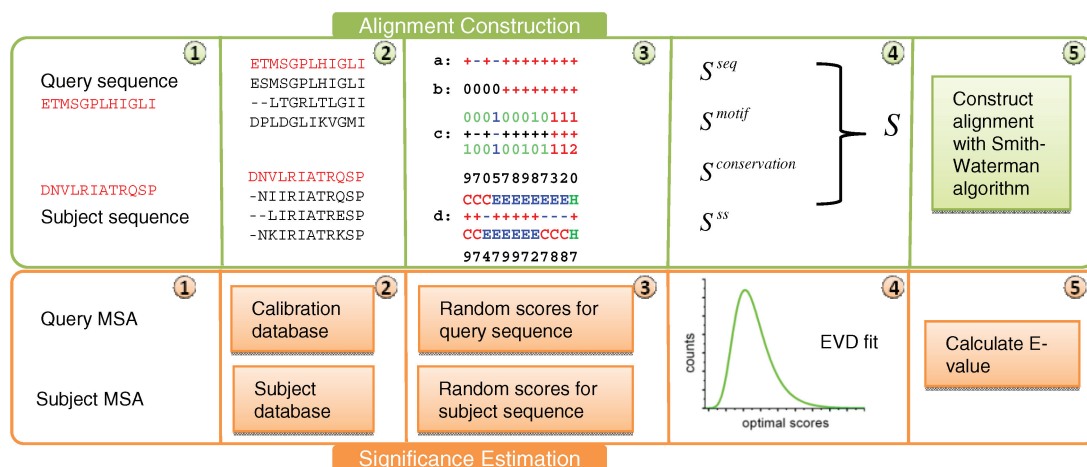 Alignment Construction
1
Query sequence
ETMSGPLHIGLI
DNVLRIATRQSP
Subject sequence
2
ETMSGPLHIGLI
ESMSGPLHIGLI
--LTGRLTLGII
DPLDGLIKVGMI
DNVLRIATRQSP
-NIIRIATRQSP
--LIRIATRESP
-NKIRIATRKSP
3
a: +-+-++++++++
b: 0000++++++++
000100010111
c: +-+-++++++++
100100101112
970578987320
CCCEEEEEEEEH
d: ++-+-++++---+
CCEEEEEECCCH
974799727887
4
S seq
S motif
S conservation
S ss
S
5
Construct
alignment
with Smith-
Waterman
algorithm
1
Query MSA
Subject MSA
2
Calibration
database
Subject
database
3
Random scores for
query sequence
Random scores for
subject sequence
4
counts
EVD fit
optimal scores
5
Calculate E-
value
Significance Estimation